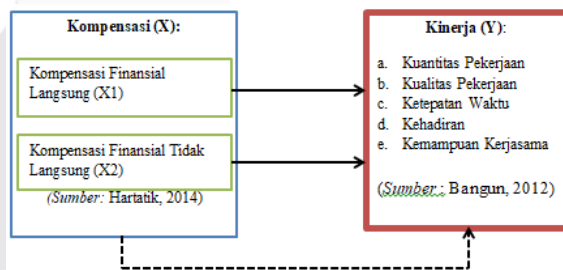 Kompensasi (X):
Kompensasi Finansial
Langsung (X1)
Kompensasi Finansial Tidak
Langsung (X2)
(Sumber: Hartatik, 2014)
Kinerja (Y):
a. Kuantitas Pekerjaan
b. Kualitas Pekerjaan
c. Ketepatan Waktu
d. Kehadiran
e. Kemampuan Kerjasama
(Sumber : Bangun, 2012)